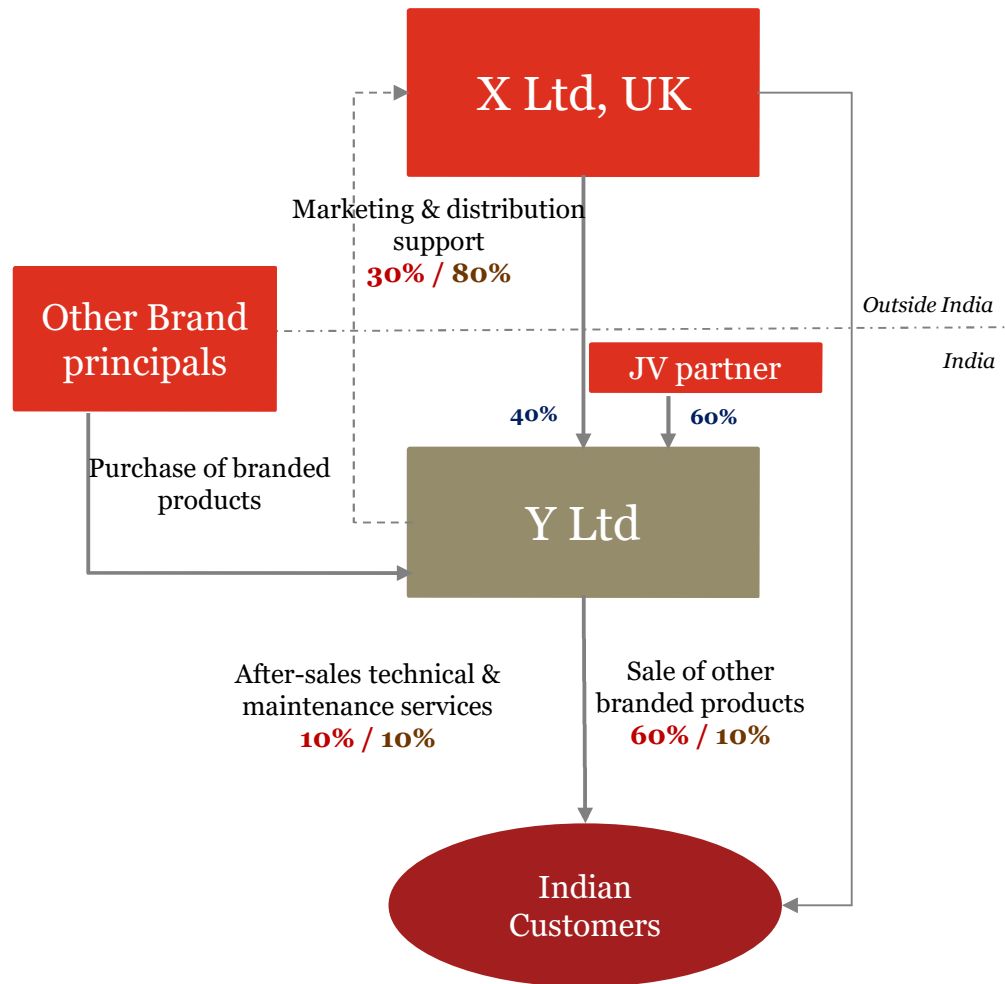 X Ltd, UK
Marketing & distribution
support
30% / 80%
Other Brand
principals
Outside India
India
JV partner
40%
60%
Purchase of branded
products
Y Ltd
After-sales technical &
maintenance services
10% / 10%
Sale of other
branded products
60% / 10%
Indian
Customers